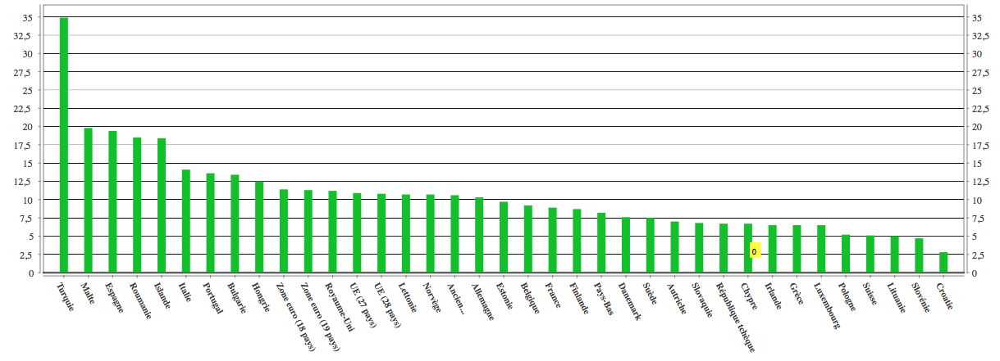 35 35
32,5 32,5
30 30
27,5 27,5
25 25
22,5 22,5
20 20
17,5 17,5
15 15
12,5 12,5
10 10
7,5 7,5
5 5
2,5 2,5
0 0
0
Turquie
Malte
Espagne
Roumanie
Islande
Italie
Portugal
Bulgarie
Hongrie
Zone euro (18 pays)
Zone euro (19 pays)
Royaume-Uni
UE (27 pays)
UE (28 pays)
Lettonie
Norvège
Ancien...
Allemagne
Estonie
Belgique
France
Finlande
Pays-Bas
Danemark
Suède
Autriche
Slovaquie
République tchèque
Chypre
Irlande
Grèce
Luxembourg
Pologne
Suisse
Lituanie
Slovénie
Croatie